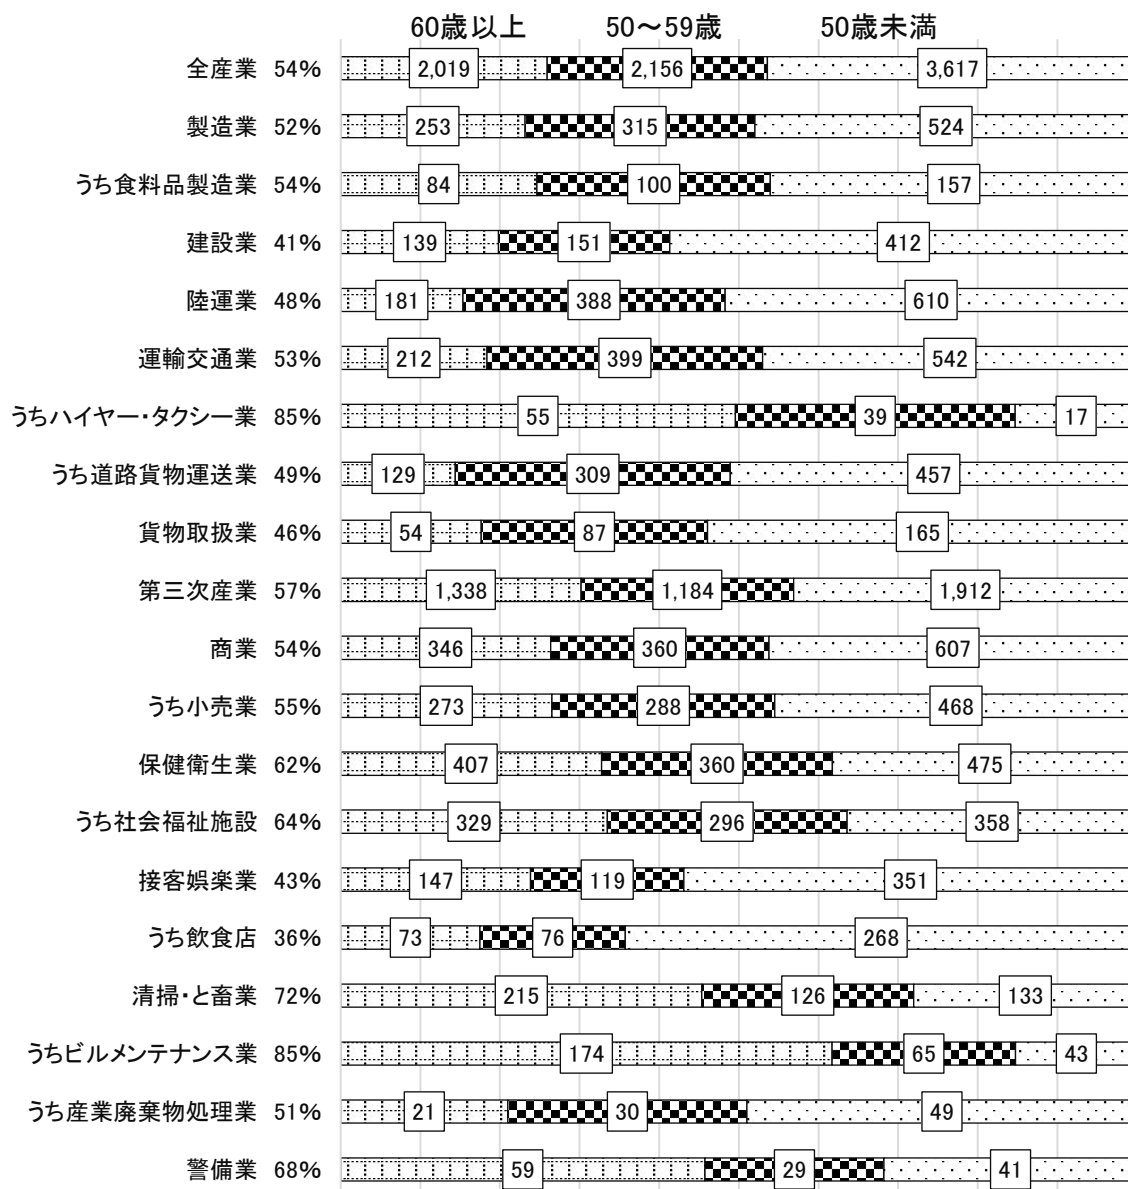 60歳以上 50～59歳 50歳未満
全産業 54% 2,019 2,156 3,617
製造業 52% 253 315 524
うち食料品製造業 54% 84 100 157
建設業 41% 139 151 412
陸運業 48% 181 388 610
運輸交通業 53% 212 399 542
うちハイヤー・タクシー業 85% 55 39 17
うち道路貨物運送業 49% 129 309 457
貨物取扱業 46% 54 87 165
第三次産業 57% 1,338 1,184 1,912
商業 54% 346 360 607
うち小売業 55% 273 288 468
保健衛生業 62% 407 360 475
うち社会福祉施設 64% 329 296 358
接客娯楽業 43% 147 119 351
うち飲食店 36% 73 76 268
清掃・と畜業 72% 215 126 133
うちビルメンテナンス業 85% 174 65 43
うち産業廃棄物処理業 51% 21 30 49
警備業 68% 59 29 41